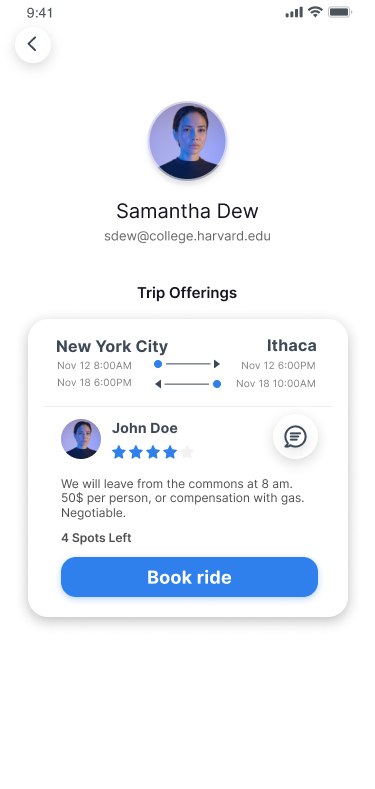 9:41
Samantha Dew
sdew@college.harvard.edu
Trip Offerings
New York City
Ithaca
Nov 12 8:00AM
Nov 12 6:00PM
Nov 18 6:00PM
Nov 18 10:00AM
John Doe
We will leave from the commons at 8 am.
50$ per person, or compensation with gas.
Negotiable.
4 Spots Left
Book ride